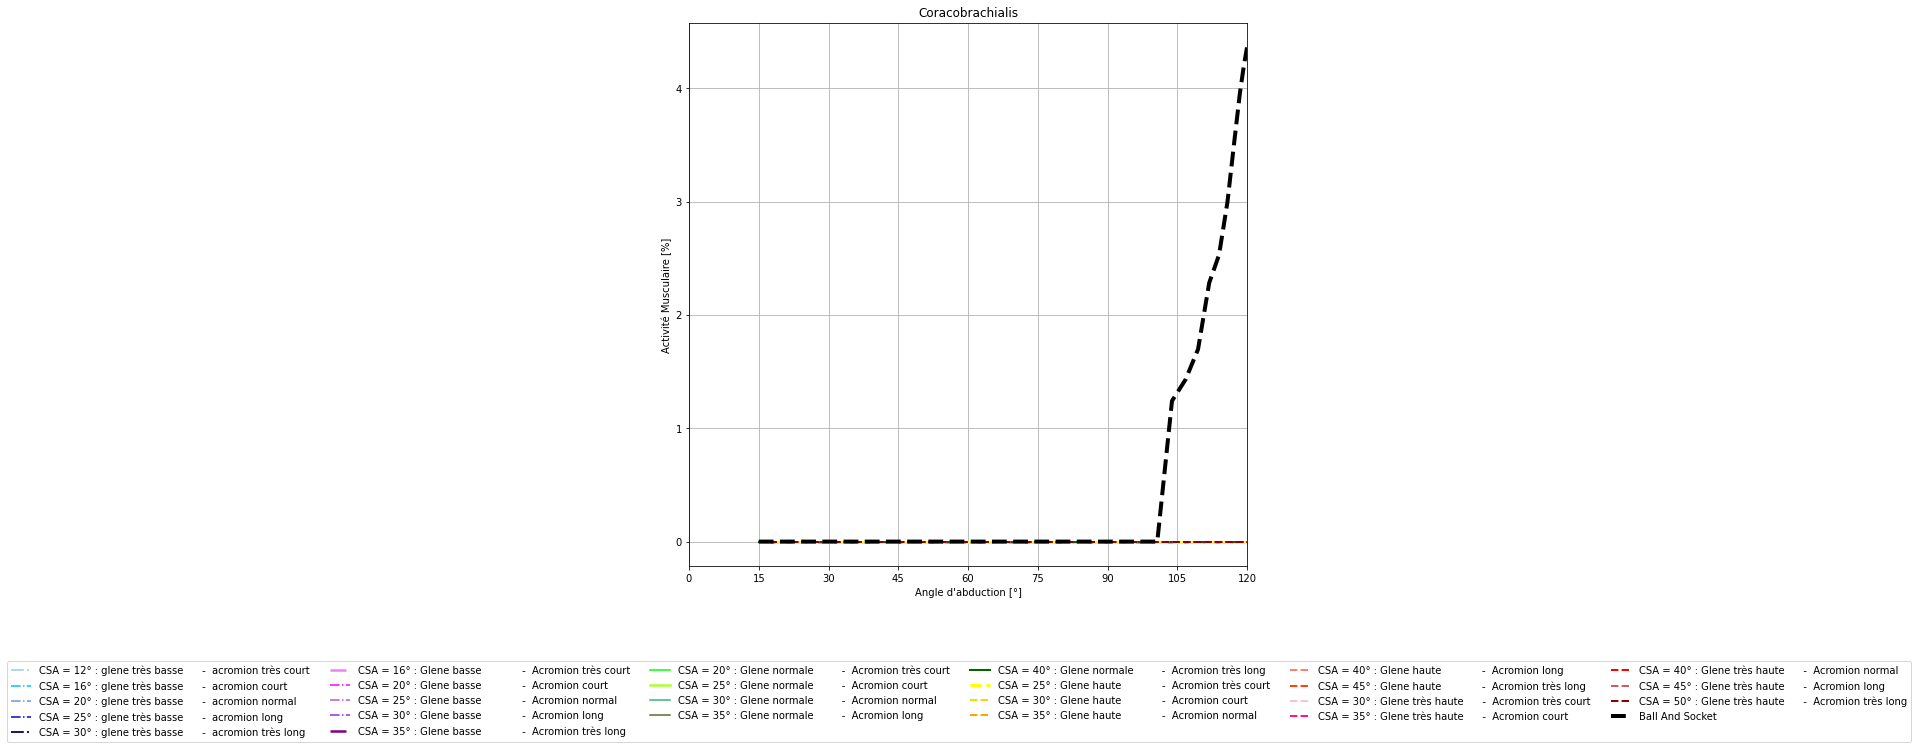 Coracobrachialis
4
3
2
1
0
Activité Musculaire [%]
0 15 30 45 60 75 90 105 120
Angle d'abduction [°]
CSA = 12° : glene très basse - acromion très court
CSA = 16° : glene très basse - acromion court
CSA = 20° : glene très basse - acromion normal
CSA = 25° : glene très basse - acromion long
CSA = 30° : glene très basse - acromion très long
CSA = 16° : Glene basse - Acromion très court
CSA = 20° : Glene basse - Acromion court
CSA = 25° : Glene basse - Acromion normal
CSA = 30° : Glene basse - Acromion long
CSA = 35° : Glene basse - Acromion très long
CSA = 20° : Glene normale - Acromion très court
CSA = 25° : Glene normale - Acromion court
CSA = 30° : Glene normale - Acromion normal
CSA = 35° : Glene normale - Acromion long
CSA = 40° : Glene normale - Acromion très long
CSA = 25° : Glene haute - Acromion très court
CSA = 30° : Glene haute - Acromion court
CSA = 35° : Glene haute - Acromion normal
CSA = 40° : Glene haute - Acromion long
CSA = 45° : Glene haute - Acromion très long
CSA = 30° : Glene très haute - Acromion très court
CSA = 35° : Glene très haute - Acromion court
CSA = 40° : Glene très haute - Acromion normal
CSA = 45° : Glene très haute - Acromion long
CSA = 50° : Glene très haute - Acromion très long
Ball And Socket